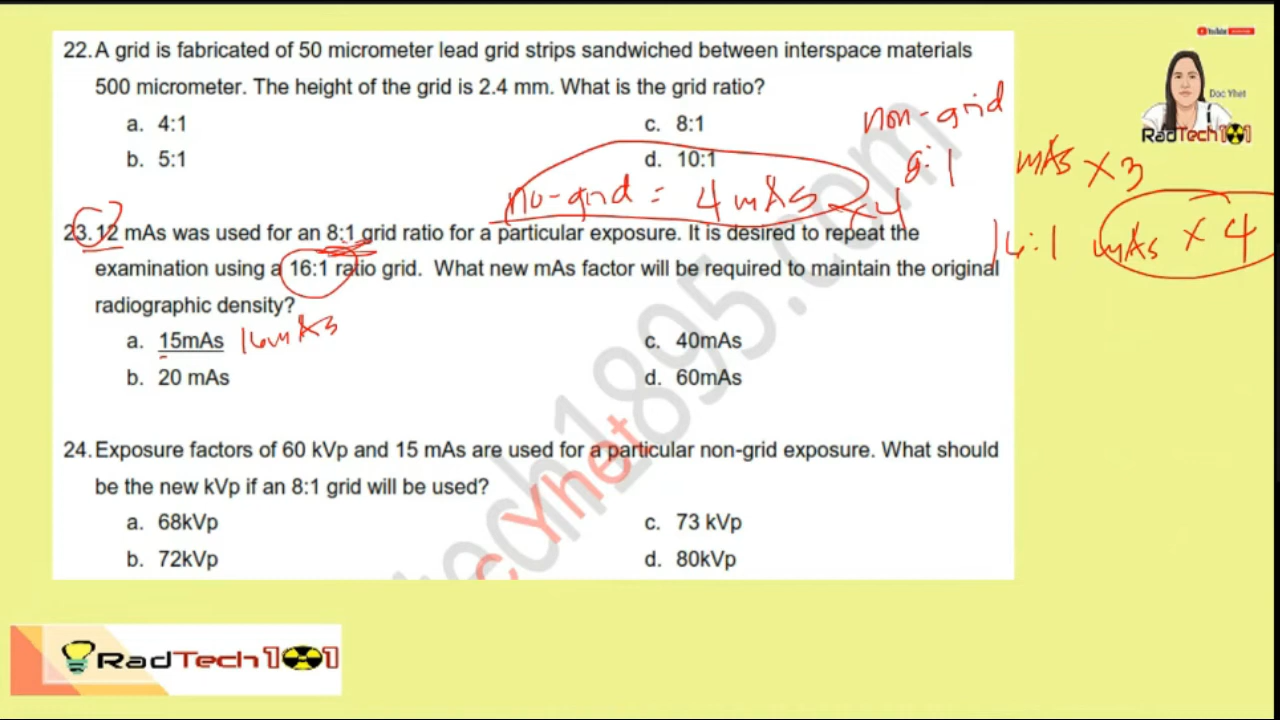 22. A grid is fabricated of 50 micrometer lead grid strips sandwiched between interspace materials
500 micrometer. The height of the grid is 2.4 mm. What is the grid ratio?
a. 4:1
c. 8:1
b. 5:1
d. 10:1
non-grid
8:1 mAs × 3
no-grid = 4 mAs × 4
16:1 mAs × 4
23. 12 mAs was used for an 8:1 grid ratio for a particular exposure. It is desired to repeat the
examination using a 16:1 ratio grid. What new mAs factor will be required to maintain the original
radiographic density?
a. 15mAs 16mAs
c. 40mAs
b. 20 mAs
d. 60mAs
24. Exposure factors of 60 kVp and 15 mAs are used for a particular non-grid exposure. What should
be the new kVp if an 8:1 grid will be used?
a. 68kVp
c. 73 kVp
b. 72kVp
d. 80kVp
YouTube
Doc Yhet
RadTech101
RadTech101
tech1895.com
c Yhet